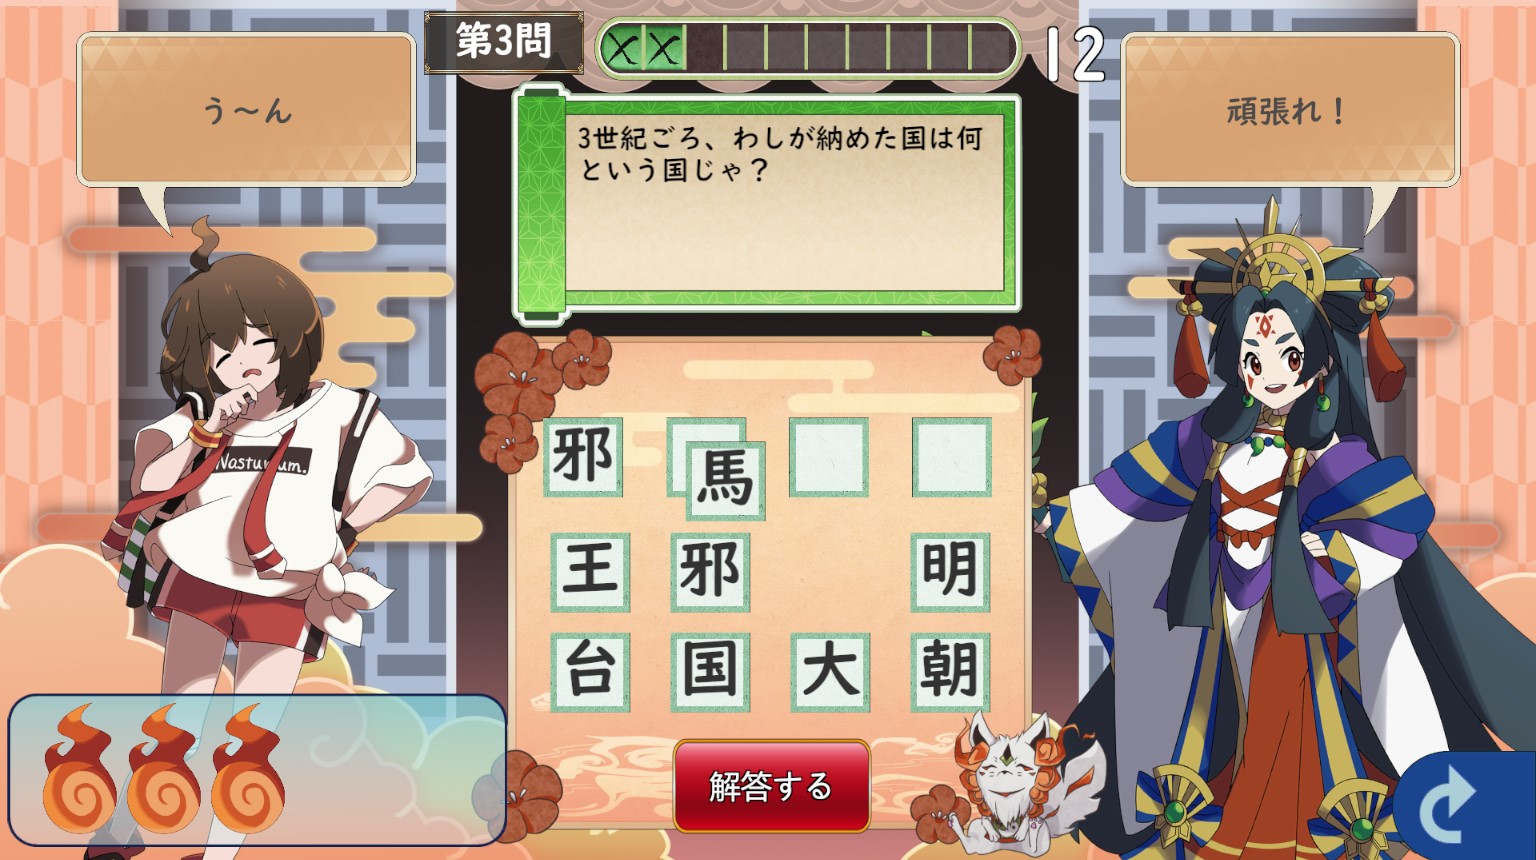 第3問
12
う〜ん
頑張れ！
3世紀ごろ、わしが納めた国は何
という国じゃ？
邪 馬
王 邪 明
台 国 大 朝
解答する